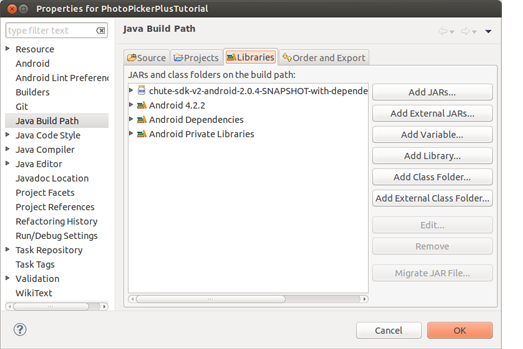 Properties for PhotoPickerPlusTutorial
type filter text
Java Build Path
Resource
Android
Android Lint Preferen
Builders
Git
Java Build Path
Java Code Style
Java Compiler
Java Editor
Javadoc Location
Project Facets
Project References
Refactoring History
Run/Debug Settings
Task Repository
Task Tags
Validation
WikiText
Source
Projects
Libraries
Order and Export
JARs and class folders on the build path:
chute-sdk-v2-android-2.0.4-SNAPSHOT-with-depende
Android 4.2.2
Android Dependencies
Android Private Libraries
Add JARs...
Add External JARs...
Add Variable...
Add Library...
Add Class Folder...
Add External Class Folder...
Edit...
Remove
Migrate JAR File...
?
Cancel
OK